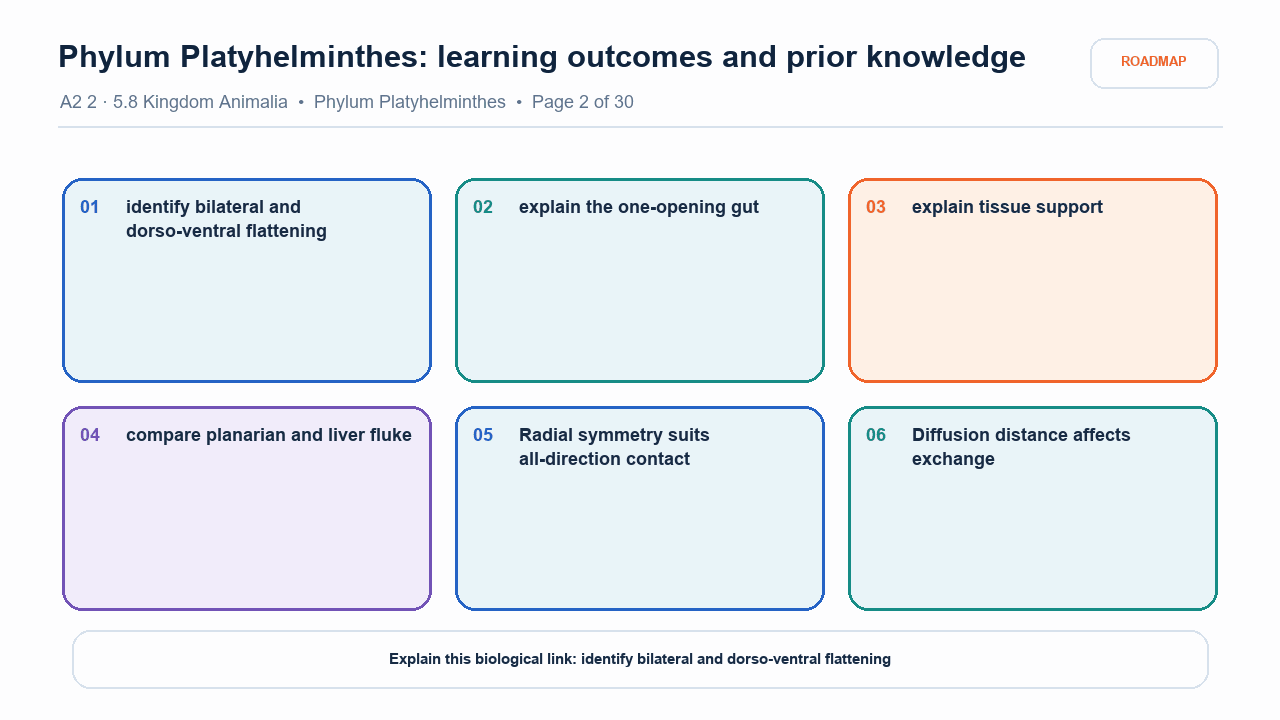 Phylum Platyhelminthes: learning outcomes and prior knowledge
ROADMAP
A2 2 · 5.8 Kingdom Animalia • Phylum Platyhelminthes • Page 2 of 30
01 identify bilateral and
dorso-ventral flattening
02 explain the one-opening gut
03 explain tissue support
04 compare planarian and liver fluke
05 Radial symmetry suits
all-direction contact
06 Diffusion distance affects
exchange
Explain this biological link: identify bilateral and dorso-ventral flattening